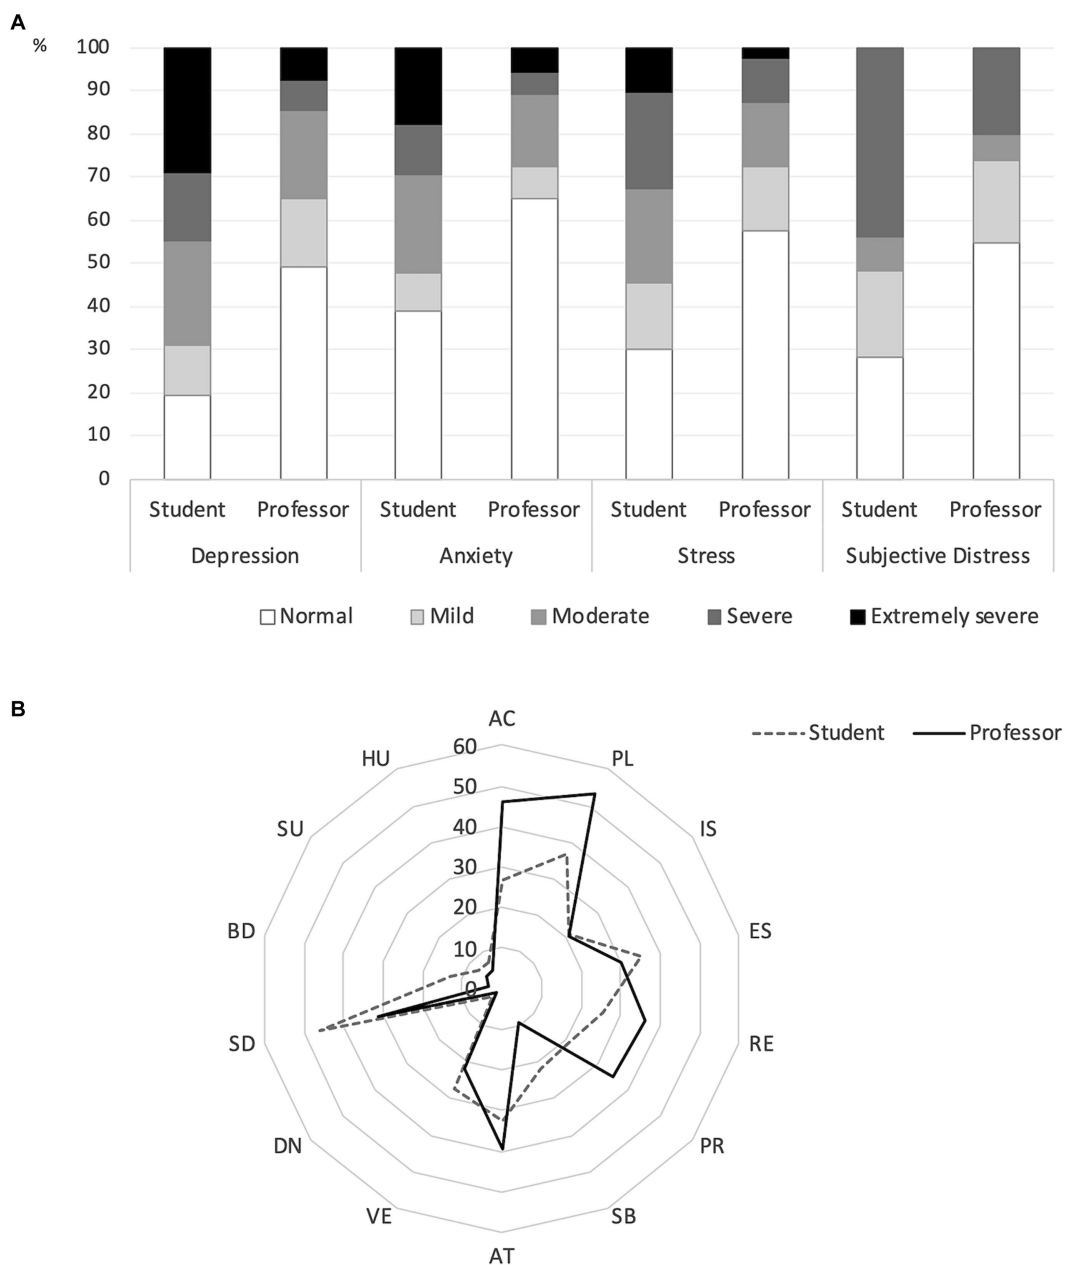 A
% 100
90
80
70
60
50
40
30
20
10
0
Student Professor Student Professor Student Professor Student Professor
Depression Anxiety Stress Subjective Distress
Normal Mild Moderate Severe Extremely severe
B
AC
Student Professor
60
HU PL
50
40
SU IS
30
20
BD ES
10
0
SD RE
DN PR
VE SB
AT